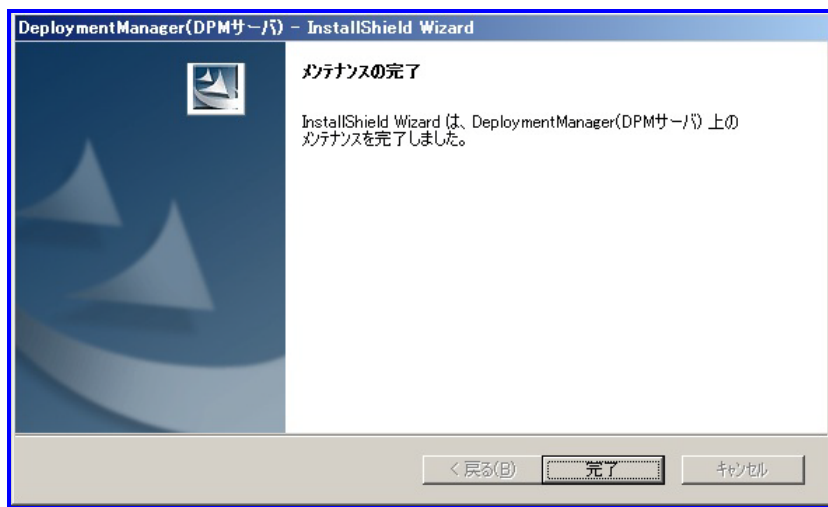 DeploymentManager(DPMサーバ) - InstallShield Wizard
メンテナンスの完了
InstallShield Wizard は、DeploymentManager(DPMサーバ) 上の
メンテナンスを完了しました。
< 戻る(B)
完了
キャンセル